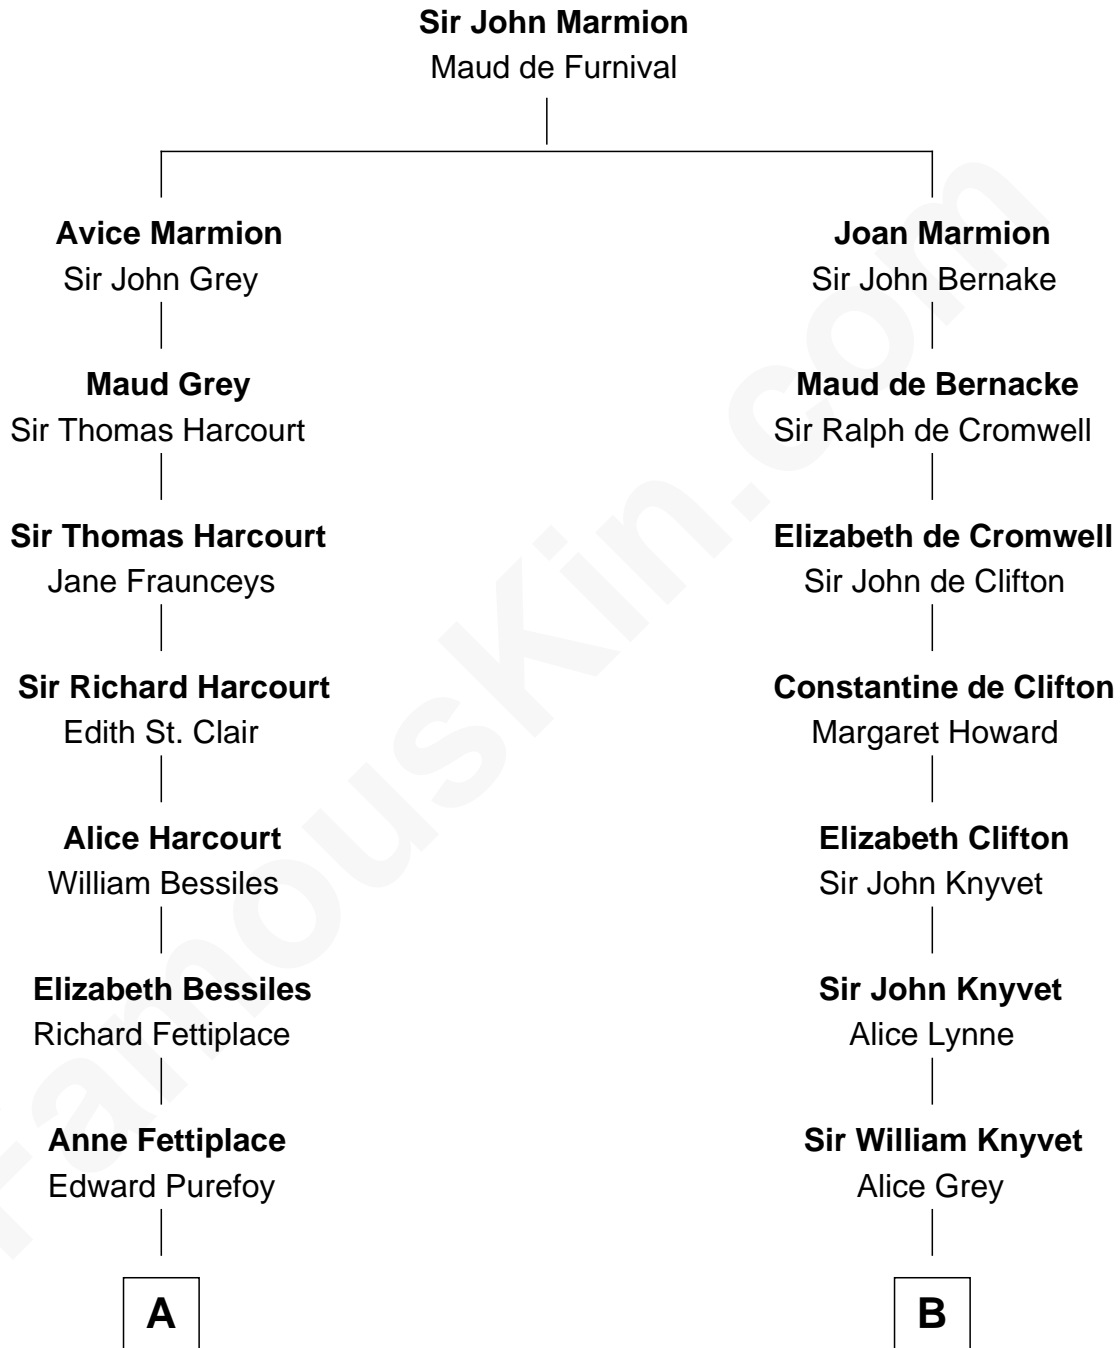 Sir John Marmion
Maud de Furnival
Avice Marmion
Sir John Grey
Joan Marmion
Sir John Bernake
Maud Grey
Sir Thomas Harcourt
Maud de Bernacke
Sir Ralph de Cromwell
Sir Thomas Harcourt
Jane Fraunceys
Elizabeth de Cromwell
Sir John de Clifton
Sir Richard Harcourt
Edith St. Clair
Constantine de Clifton
Margaret Howard
Alice Harcourt
William Bessiles
Elizabeth Clifton
Sir John Knyvet
Elizabeth Bessiles
Richard Fettiplace
Sir John Knyvet
Alice Lynne
Anne Fettiplace
Edward Purefoy
Sir William Knyvet
Alice Grey
A
B
FamousKin.com